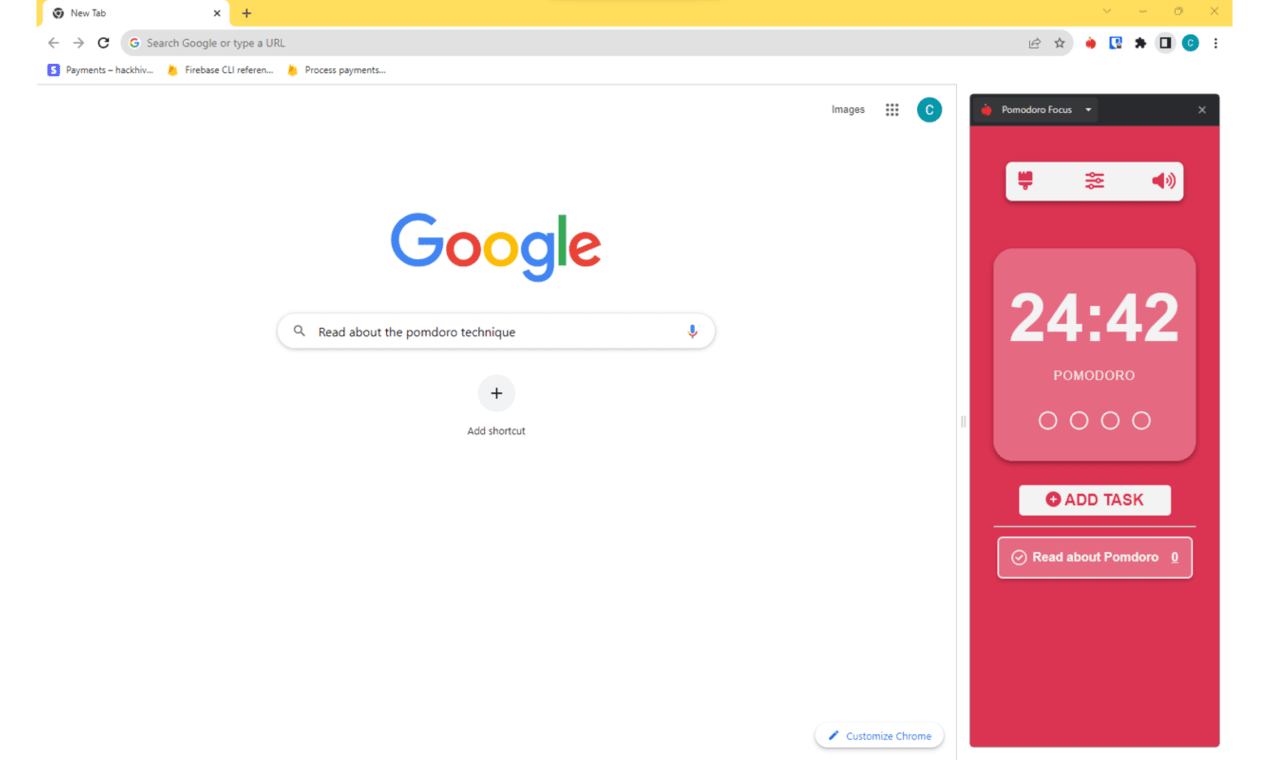 New Tab
Search Google or type a URL
Payments – hackhiv... Firebase CLI referen... Process payments...
Images
C
Google
Read about the pomdoro technique
Add shortcut
Customize Chrome
Pomodoro Focus
24:42
POMODORO
ADD TASK
Read about Pomdoro 0